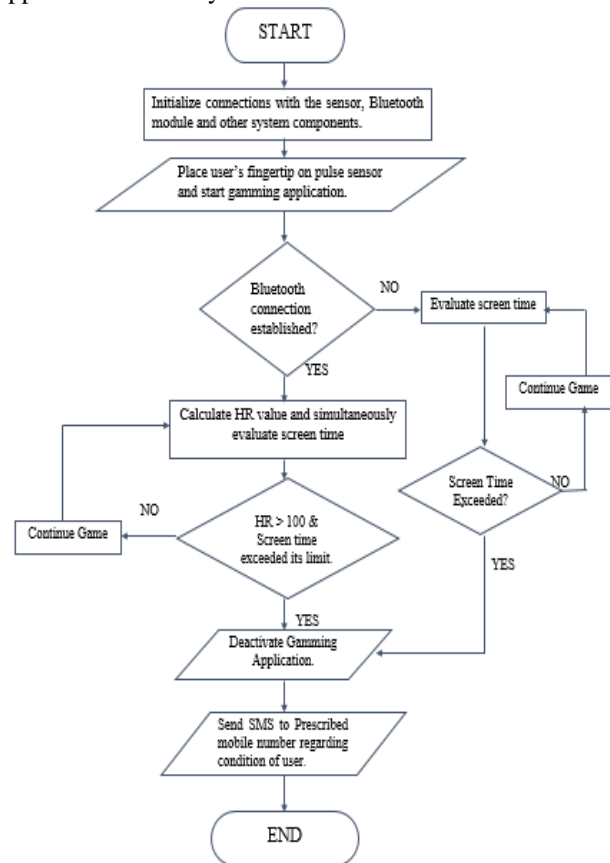 START
Initialize connections with the sensor, Bluetooth
module and other system components.
Place user's fingertip on pulse sensor
and start gamming application.
Bluetooth
connection
established?
NO
Evaluate screen time
YES
Continue Game
Calculate HR value and simultaneously
evaluate screen time
Screen Time
Exceeded?
NO
NO
HR > 100 &
Screen time
exceeded its limit.
Continue Game
YES
YES
Deactivate Gamming
Application.
Send SMS to Prescribed
mobile number regarding
condition of user.
END